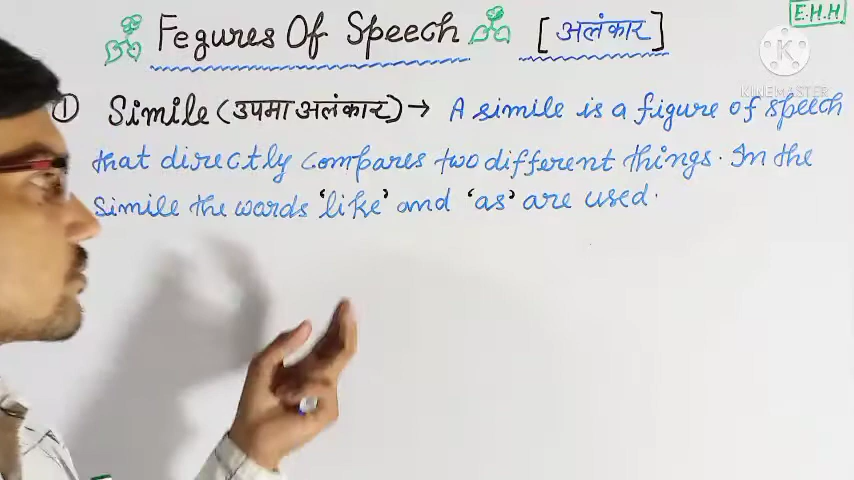 Fegures Of Speech [अलंकार]
E.H.H
K
KINEMASTER
① Simile (उपमा अलंकार) → A simile is a figure of speech
that directly compares two different things. In the
simile the words 'like' and 'as' are used.